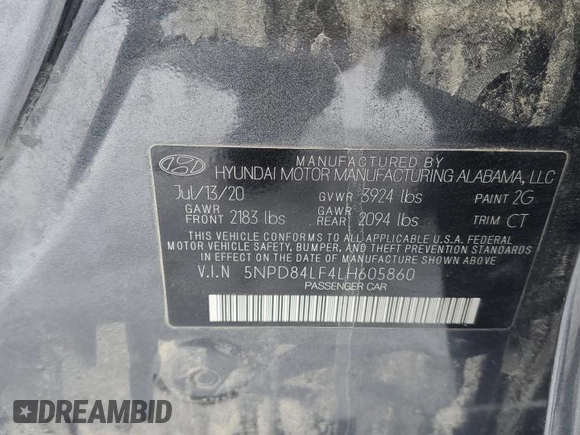 MANUFACTURED BY
HYUNDAI MOTOR MANUFACTURING ALABAMA, LLC
Jul/13/20 GVWR 3924 lbs PAINT 2G
GAWR FRONT 2183 lbs GAWR REAR 2094 lbs TRIM CT
THIS VEHICLE CONFORMS TO ALL APPLICABLE U.S.A. FEDERAL
MOTOR VEHICLE SAFETY, BUMPER, AND THEFT PREVENTION STANDARDS
IN EFFECT ON THE DATE OF MANUFACTURE SHOWN ABOVE.
V.I.N 5NPD84LF4LH605860
PASSENGER CAR
DREAMBID